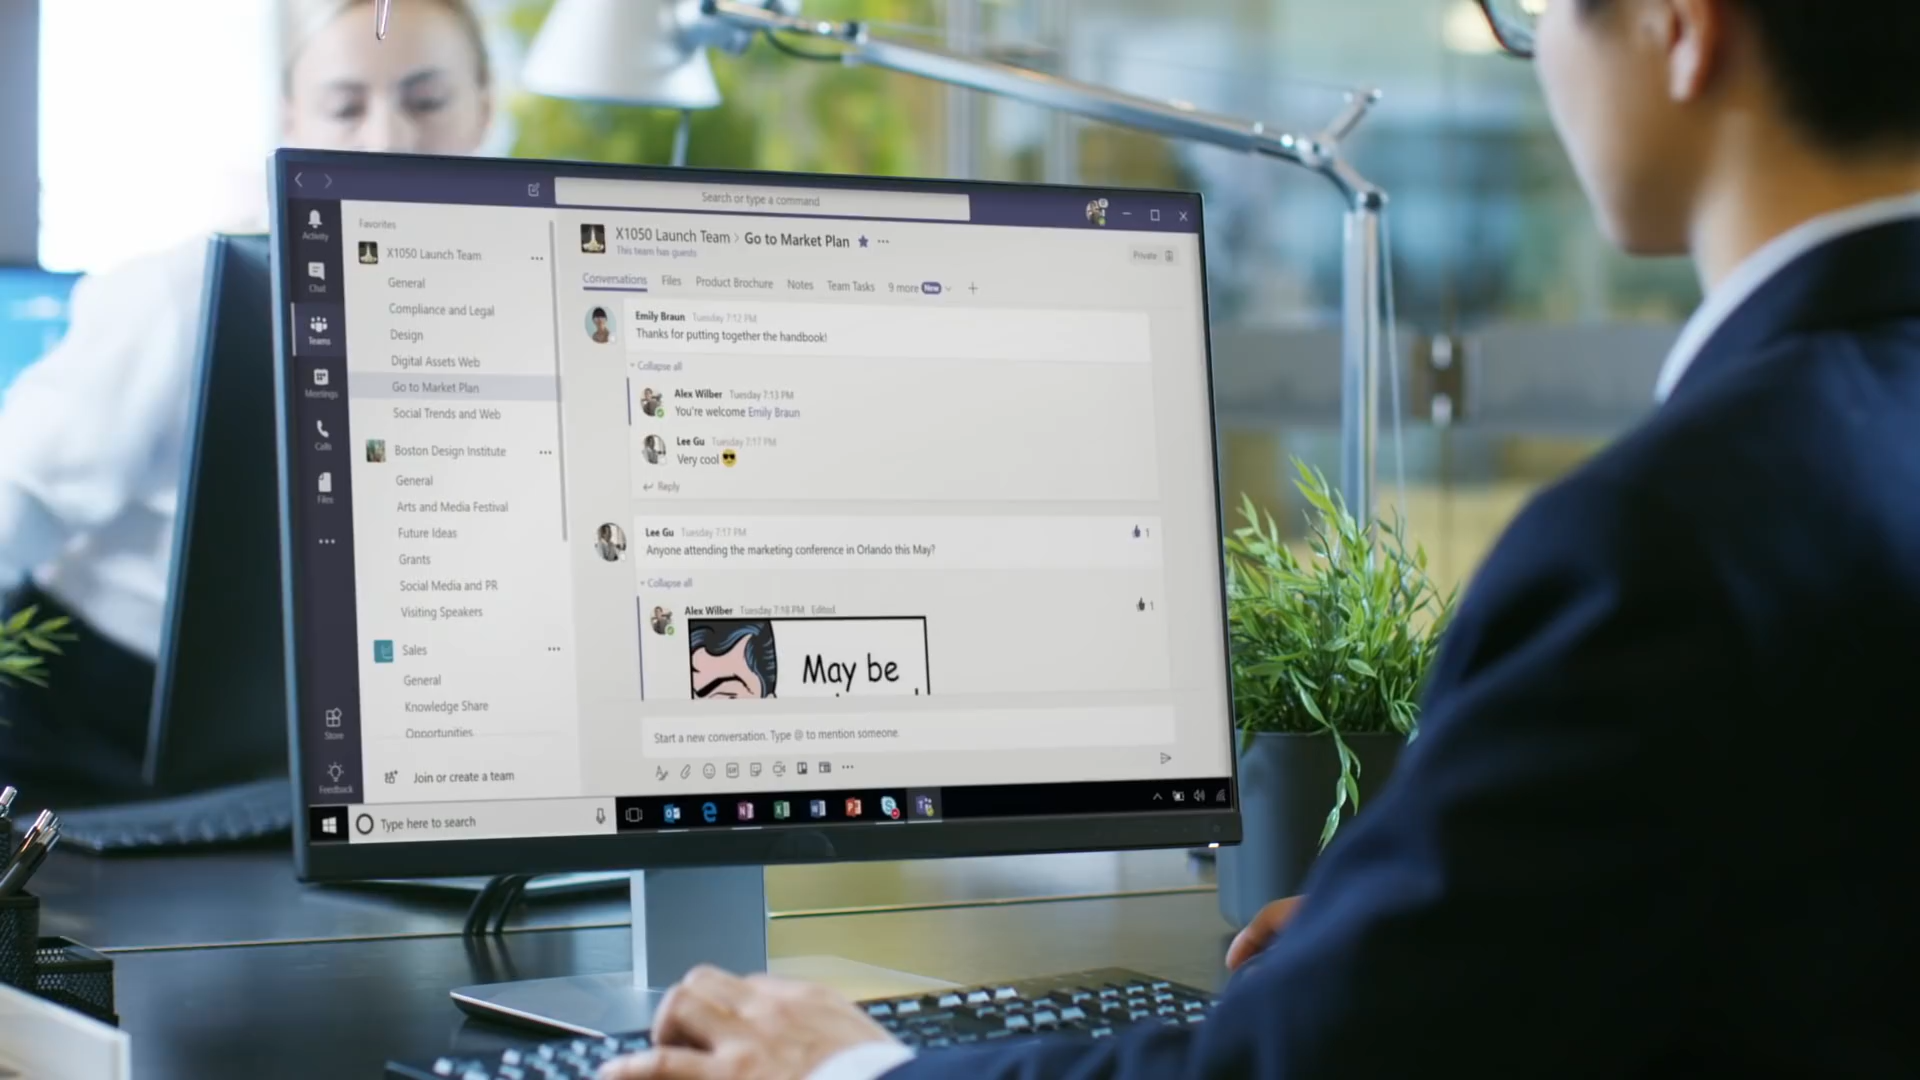 Search or type a command
Activity
Chat
Teams
Meetings
Calls
Files
Store
Feedback
Favorites
X1050 Launch Team
General
Compliance and Legal
Design
Digital Assets Web
Go to Market Plan
Social Trends and Web
Boston Design Institute
General
Arts and Media Festival
Future Ideas
Grants
Social Media and PR
Visiting Speakers
Sales
General
Knowledge Share
Opportunities
Join or create a team
X1050 Launch Team > Go to Market Plan
This team has guests
Private
Conversations Files Product Brochure Notes Team Tasks 9 more New
Emily Braun Tuesday 7:12 PM
Thanks for putting together the handbook!
Collapse all
Alex Wilber Tuesday 7:13 PM
You're welcome Emily Braun
Lee Gu Tuesday 7:17 PM
Very cool 😎
Reply
Lee Gu Tuesday 7:17 PM
1
Anyone attending the marketing conference in Orlando this May?
Collapse all
Alex Wilber Tuesday 7:18 PM Edited
1
May be
Start a new conversation. Type @ to mention someone.
Type here to search